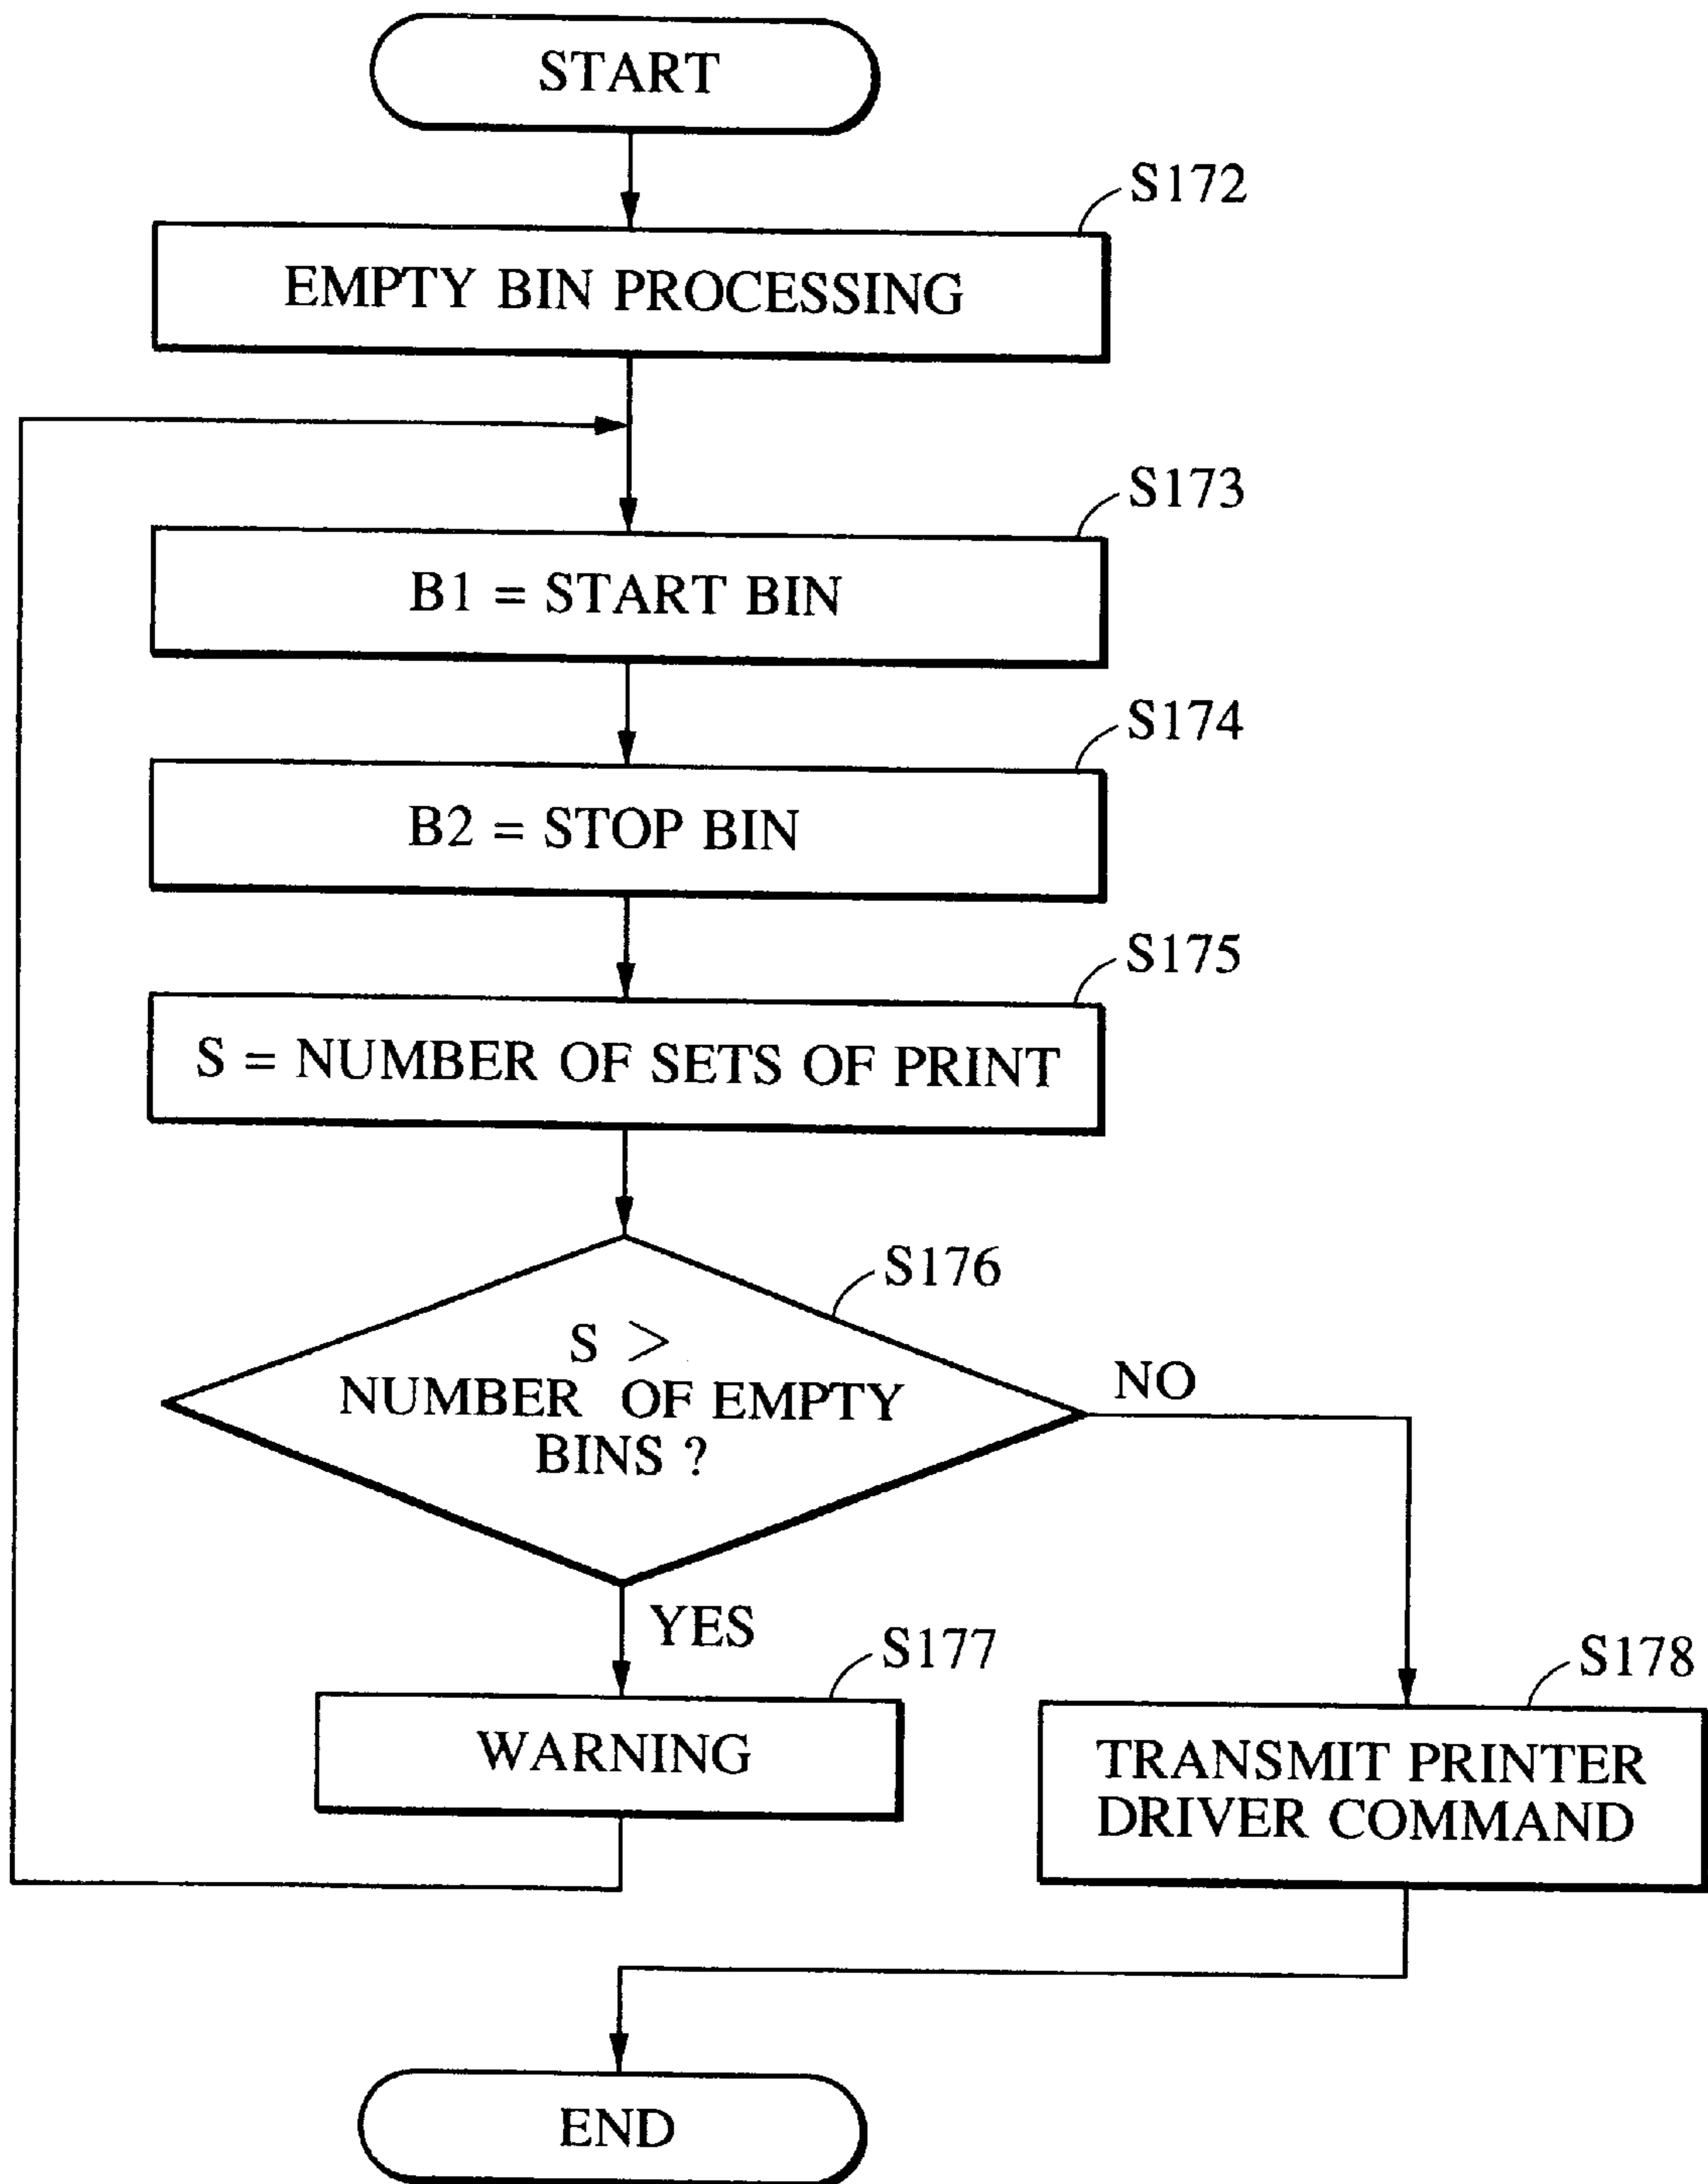 START
S172
EMPTY BIN PROCESSING
S173
B1 = START BIN
S174
B2 = STOP BIN
S175
S = NUMBER OF SETS OF PRINT
S176
S >
NUMBER OF EMPTY
BINS ?
NO
YES
S177
WARNING
S178
TRANSMIT PRINTER
DRIVER COMMAND
END